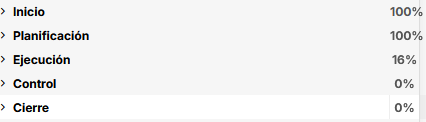 Inicio 100%
Planificación 100%
Ejecución 16%
Control 0%
Cierre 0%